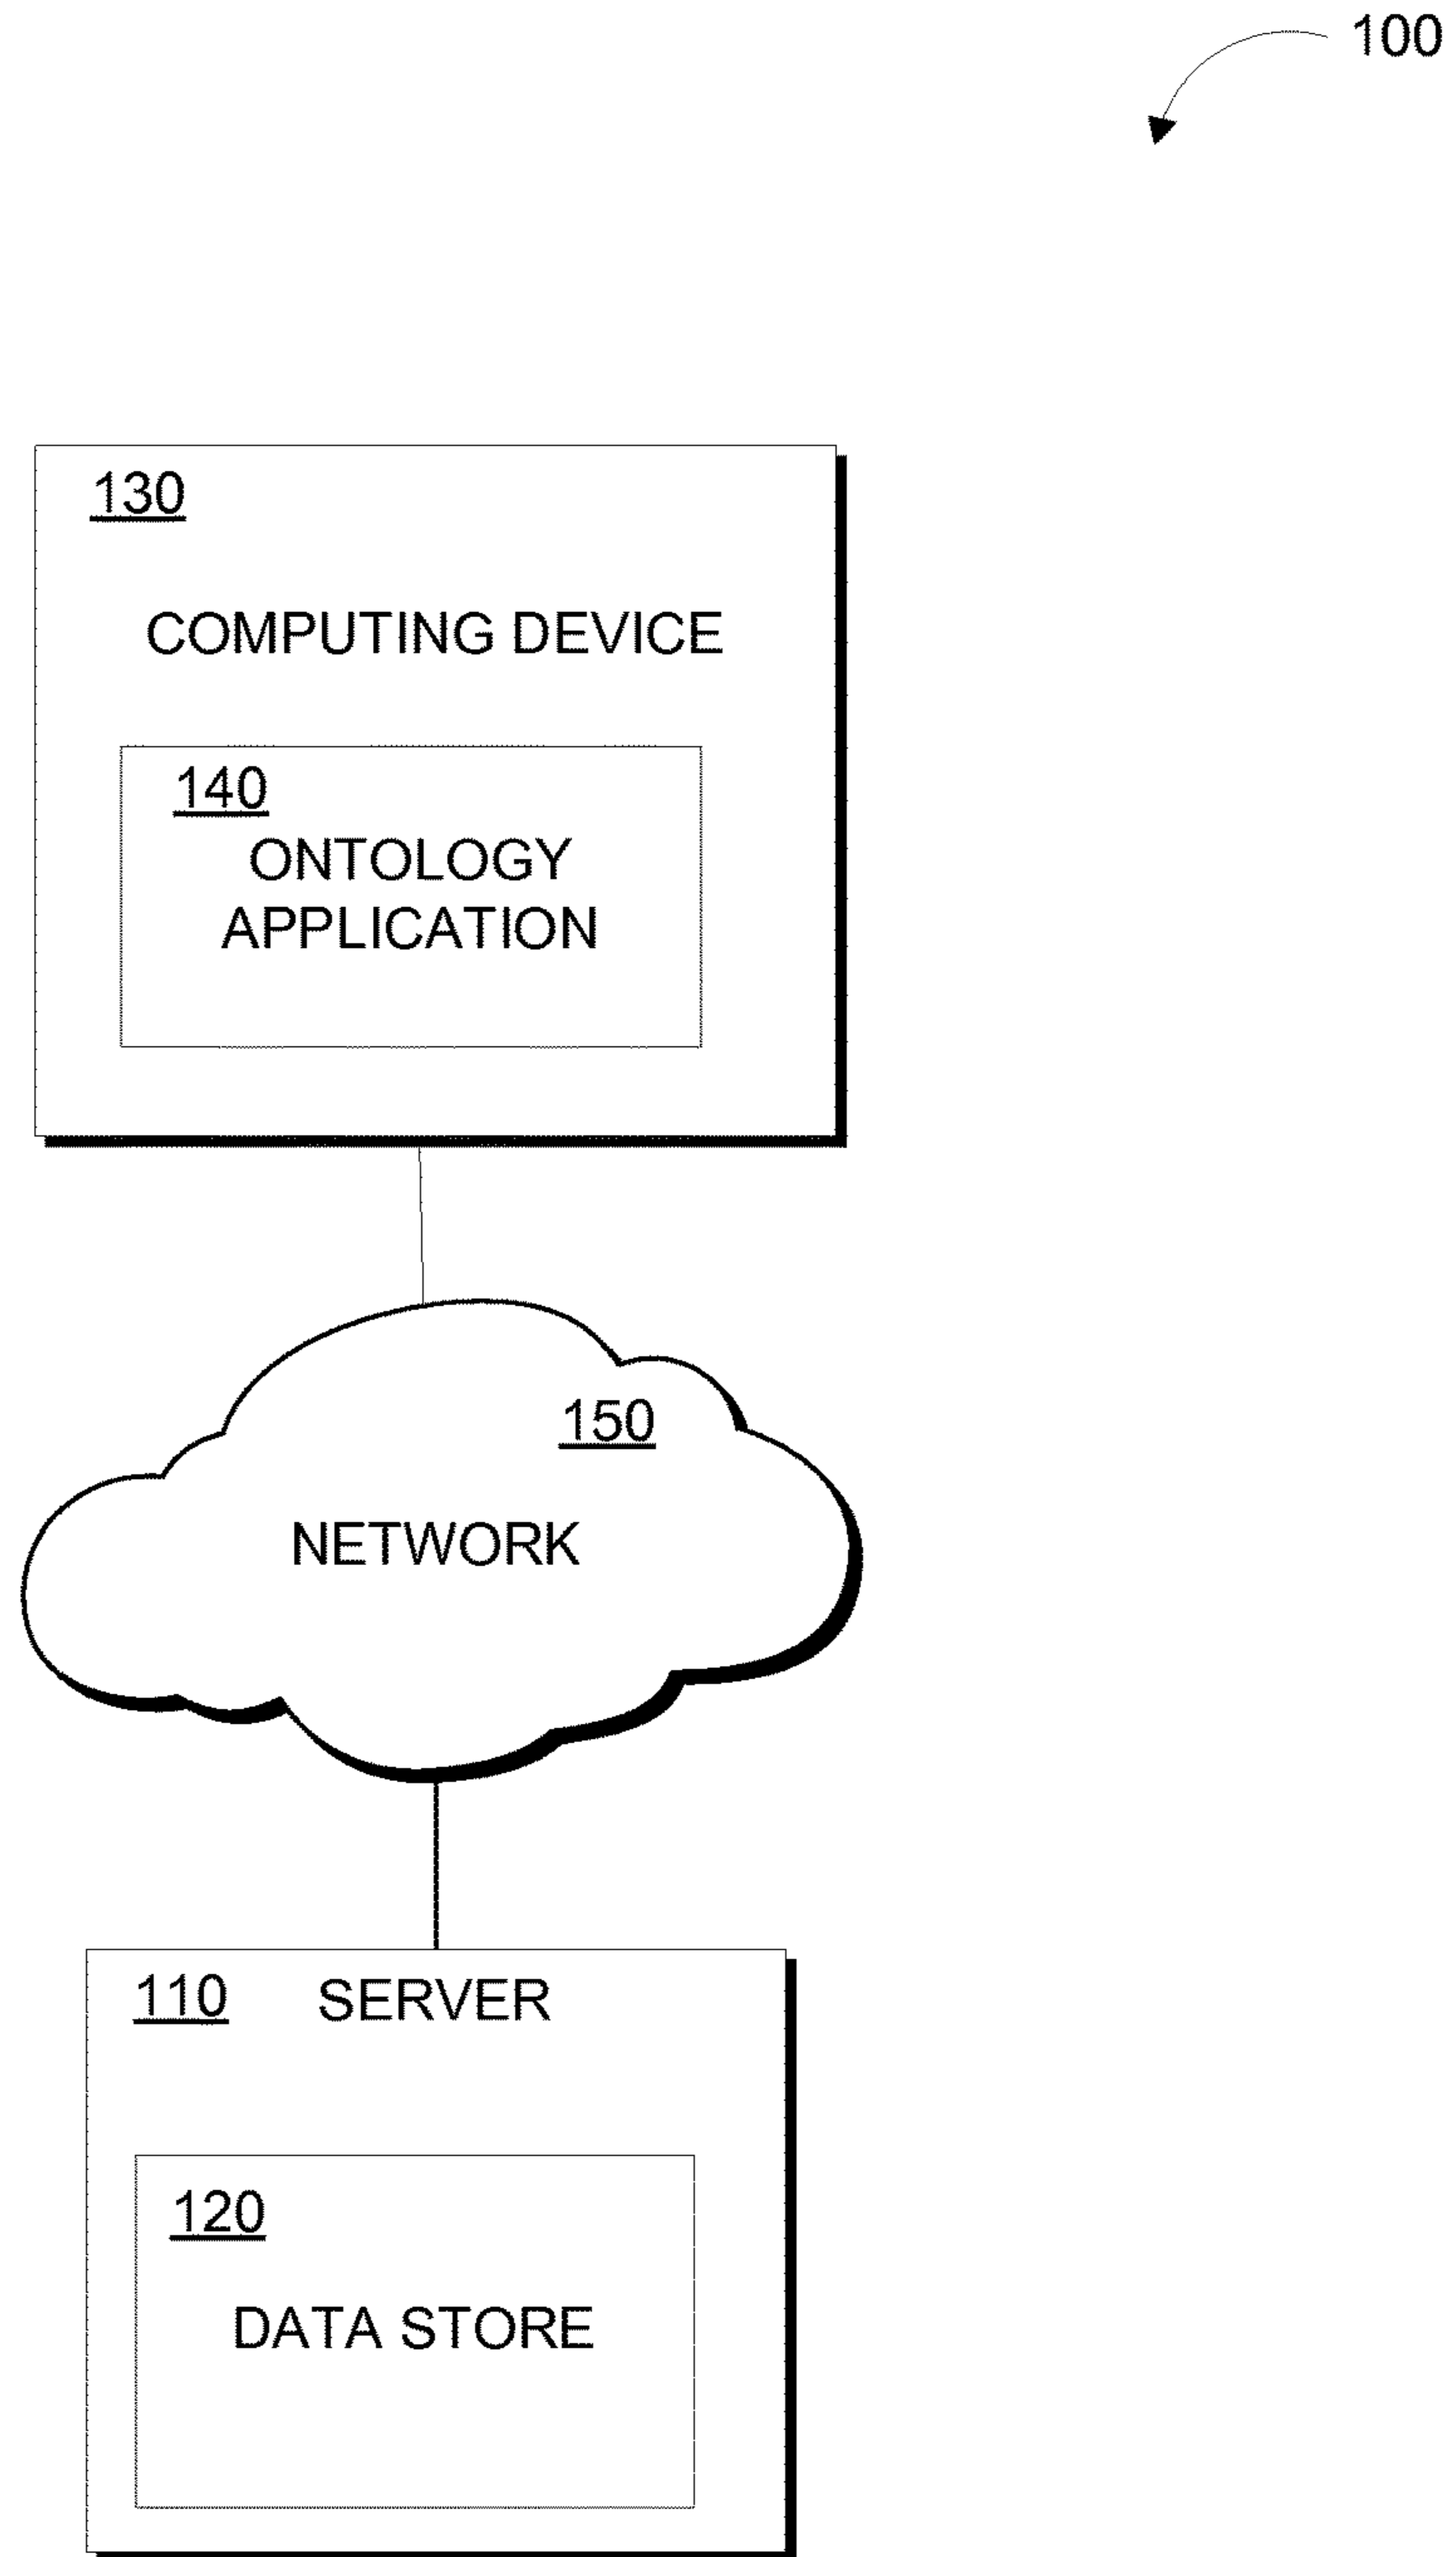 100
130
COMPUTING DEVICE
140
ONTOLOGY
APPLICATION
150
NETWORK
110 SERVER
120
DATA STORE